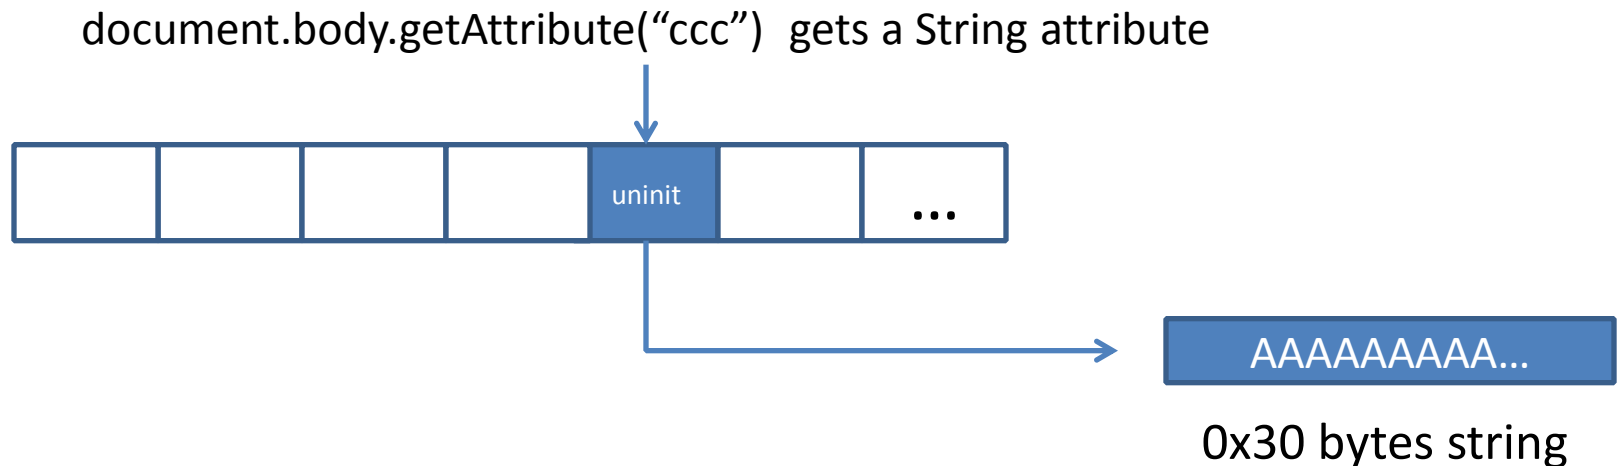 document.body.getAttribute(“ccc”)  gets a String attribute
uninit
...
AAAAAAAAA...
0x30 bytes string